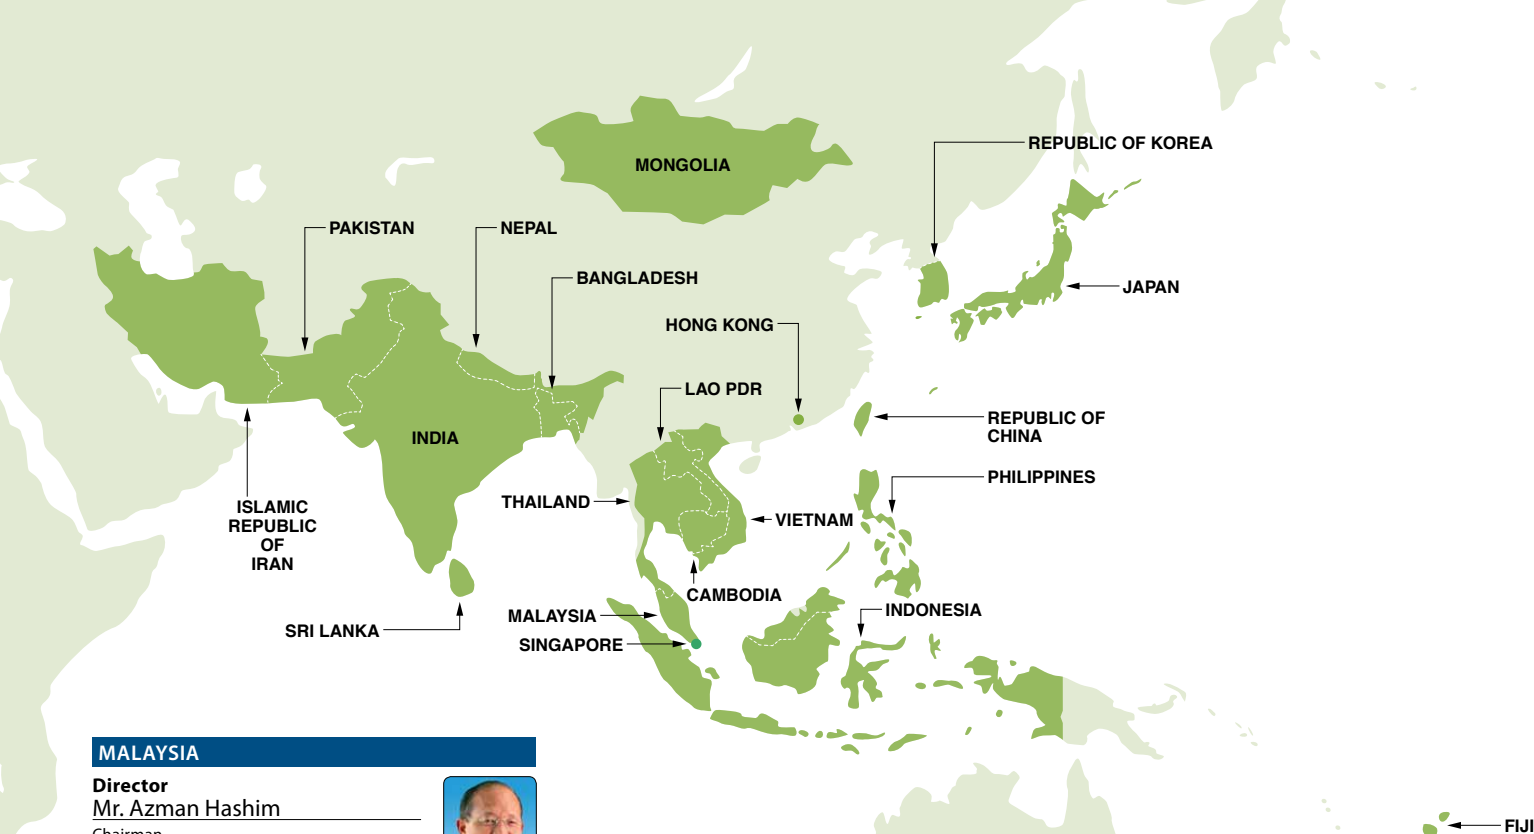 REPUBLIC OF KOREA
MONGOLIA
PAKISTAN
NEPAL
BANGLADESH
JAPAN
HONG KONG
LAO PDR
REPUBLIC OF
CHINA
INDIA
PHILIPPINES
THAILAND
ISLAMIC
REPUBLIC
OF
IRAN
VIETNAM
CAMBODIA
INDONESIA
MALAYSIA
SRI LANKA
SINGAPORE
MALAYSIA
Director
Mr. Azman Hashim
Chairman
FIJI